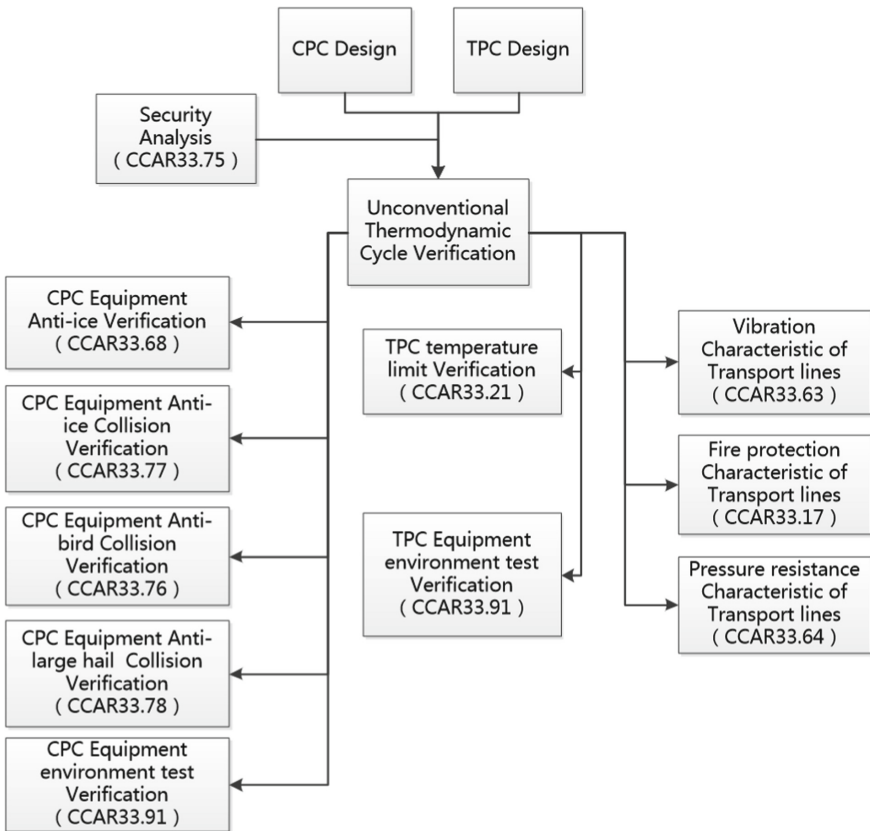 CPC Design
TPC Design
Security
Analysis
( CCAR33.75 )
Unconventional
Thermodynamic
Cycle Verification
CPC Equipment
Anti-ice Verification
( CCAR33.68 )
CPC Equipment Anti-
ice Collision
Verification
( CCAR33.77 )
CPC Equipment Anti-
bird Collision
Verification
( CCAR33.76 )
CPC Equipment Anti-
large hail Collision
Verification
( CCAR33.78 )
CPC Equipment
environment test
Verification
( CCAR33.91 )
TPC temperature
limit Verification
( CCAR33.21 )
TPC Equipment
environment test
Verification
( CCAR33.91 )
Vibration
Characteristic of
Transport lines
( CCAR33.63 )
Fire protection
Characteristic of
Transport lines
( CCAR33.17 )
Pressure resistance
Characteristic of
Transport lines
( CCAR33.64 )